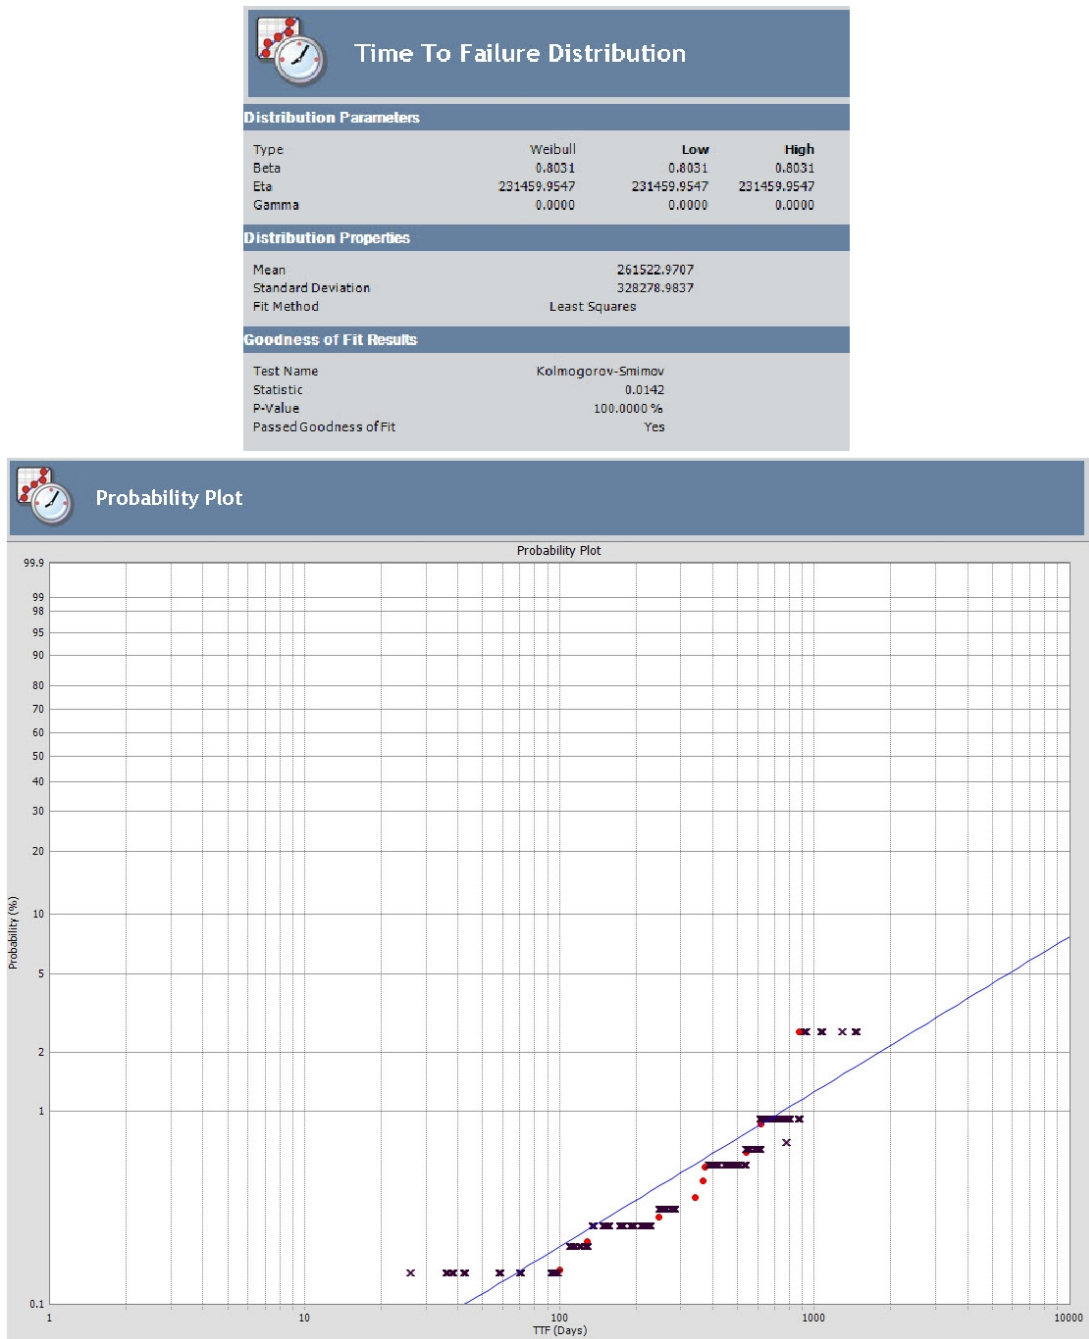 Time To Failure Distribution
Distribution Parameters
Type Weibull Low High
Beta 0.8031 0.8031 0.8031
Eta 231459.9547 231459.9547 231459.9547
Gamma 0.0000 0.0000 0.0000
Distribution Properties
Mean 261522.9707
Standard Deviation 328278.9837
Fit Method Least Squares
Goodness of Fit Results
Test Name Kolmogorov-Smirnov
Statistic 0.0142
P-Value 100.0000 %
Passed Goodness of Fit Yes
Probability Plot
Probability Plot
99.9
99
98
95
90
80
70
60
50
40
30
20
10
5
2
1
0.1
Probability (%)
1 10 100 1000 10000
TTF (Days)